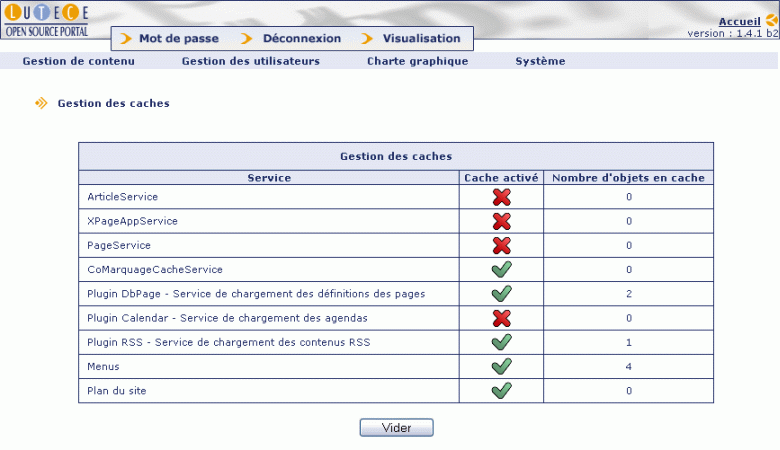 LUTECE
OPEN SOURCE PORTAL
Mot de passe Déconnexion Visualisation
Accueil
version : 1.4.1 b2
Gestion de contenu Gestion des utilisateurs Charte graphique Système
Gestion des caches
Gestion des caches
Service Cache activé Nombre d'objets en cache
ArticleService 0
XPageAppService 0
PageService 0
CoMarquageCacheService 0
Plugin DbPage - Service de chargement des définitions des pages 2
Plugin Calendar - Service de chargement des agendas 0
Plugin RSS - Service de chargement des contenus RSS 1
Menus 4
Plan du site 0
Vider